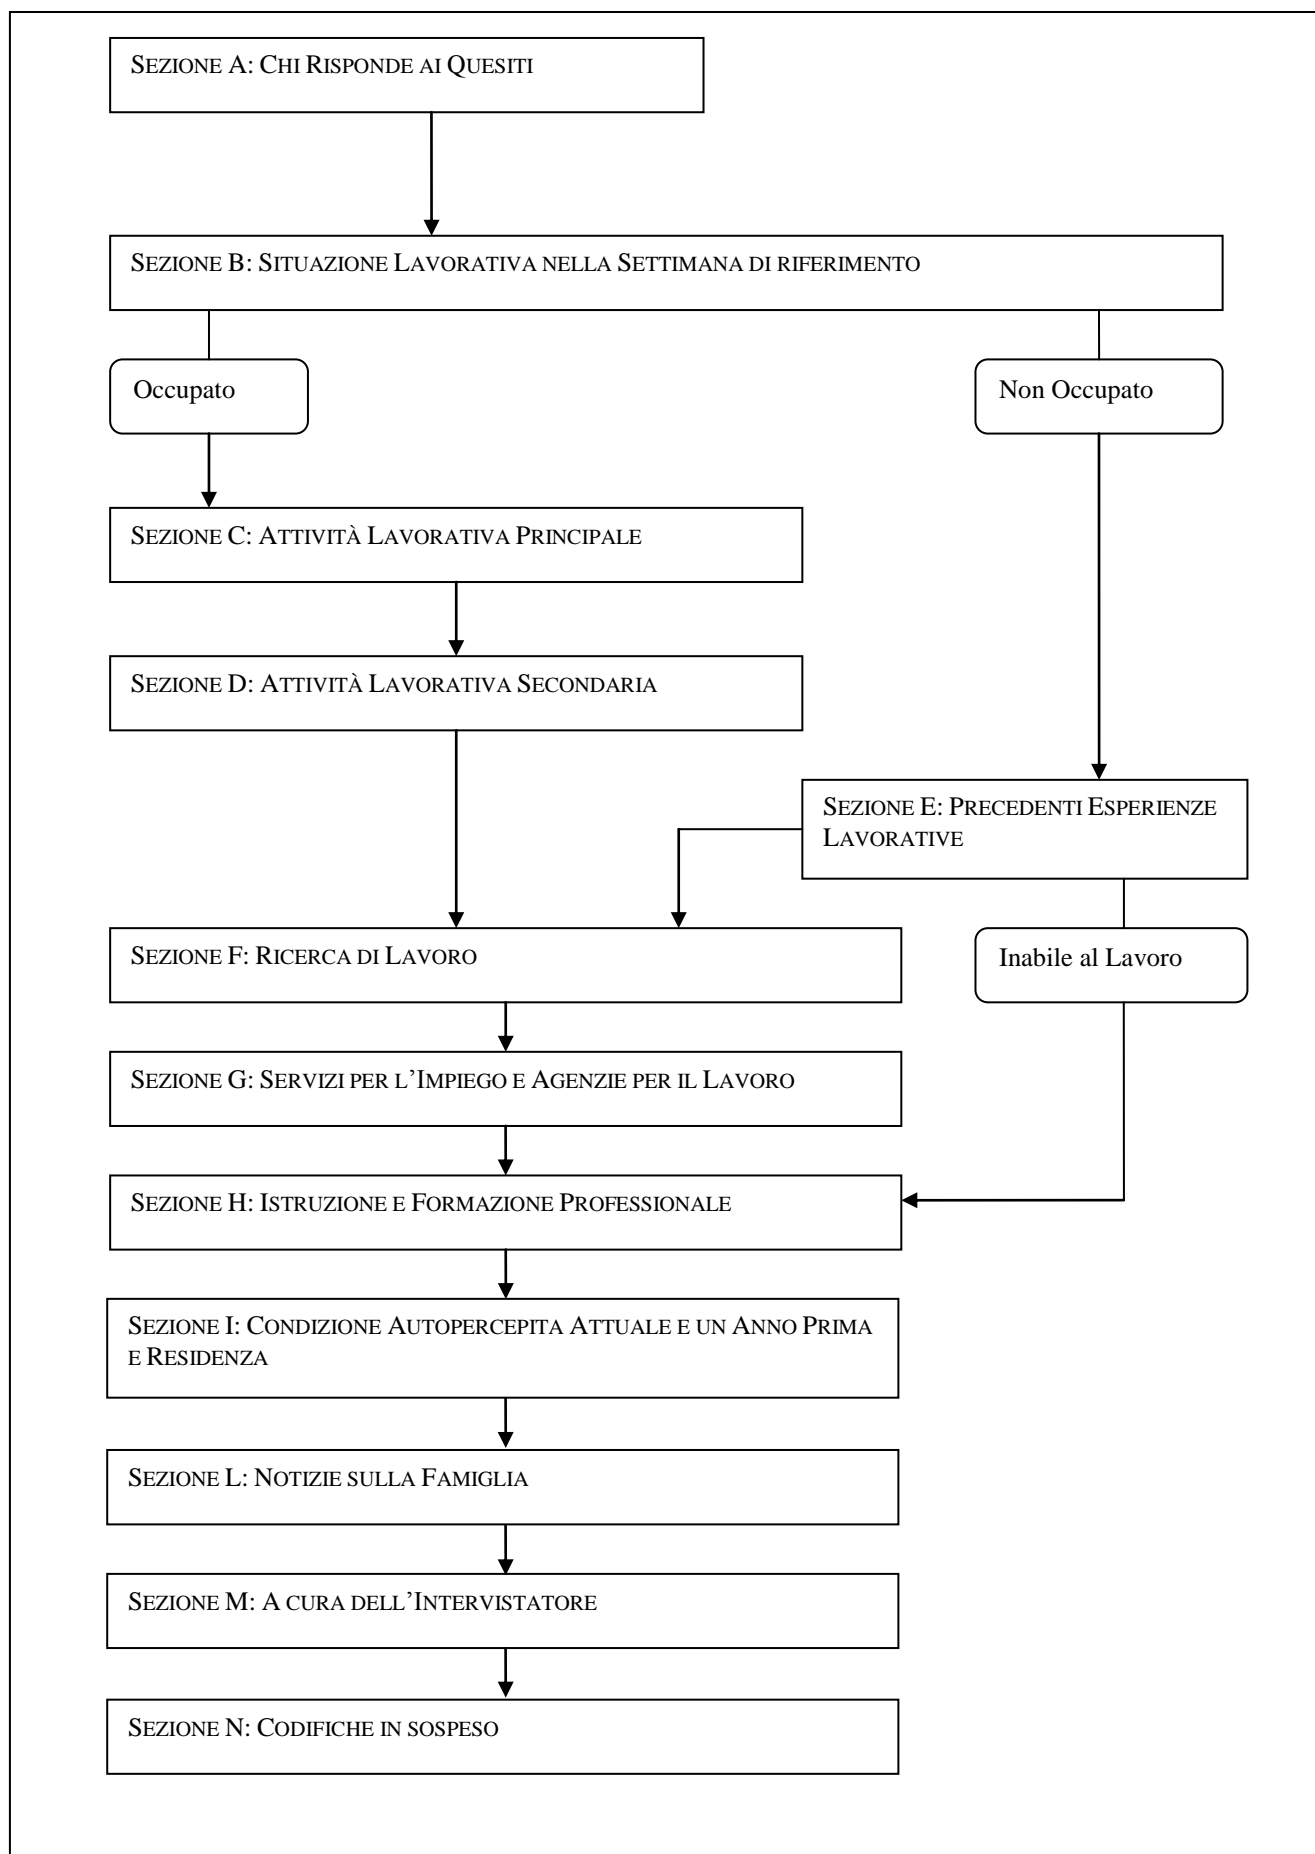 SEZIONE A: CHI RISPONDE AI QUESITI
SEZIONE B: SITUAZIONE LAVORATIVA NELLA SETTIMANA DI RIFERIMENTO
Occupato
Non Occupato
SEZIONE C: ATTIVITÀ LAVORATIVA PRINCIPALE
SEZIONE D: ATTIVITÀ LAVORATIVA SECONDARIA
SEZIONE E: PRECEDENTI ESPERIENZE
LAVORATIVE
SEZIONE F: RICERCA DI LAVORO
Inabile al Lavoro
SEZIONE G: SERVIZI PER L’IMPIEGO E AGENZIE PER IL LAVORO
SEZIONE H: ISTRUZIONE E FORMAZIONE PROFESSIONALE
SEZIONE I: CONDIZIONE AUTOPERCEPITA ATTUALE E UN ANNO PRIMA
E RESIDENZA
SEZIONE L: NOTIZIE SULLA FAMIGLIA
SEZIONE M: A CURA DELL’INTERVISTATORE
SEZIONE N: CODIFICHE IN SOSPESO